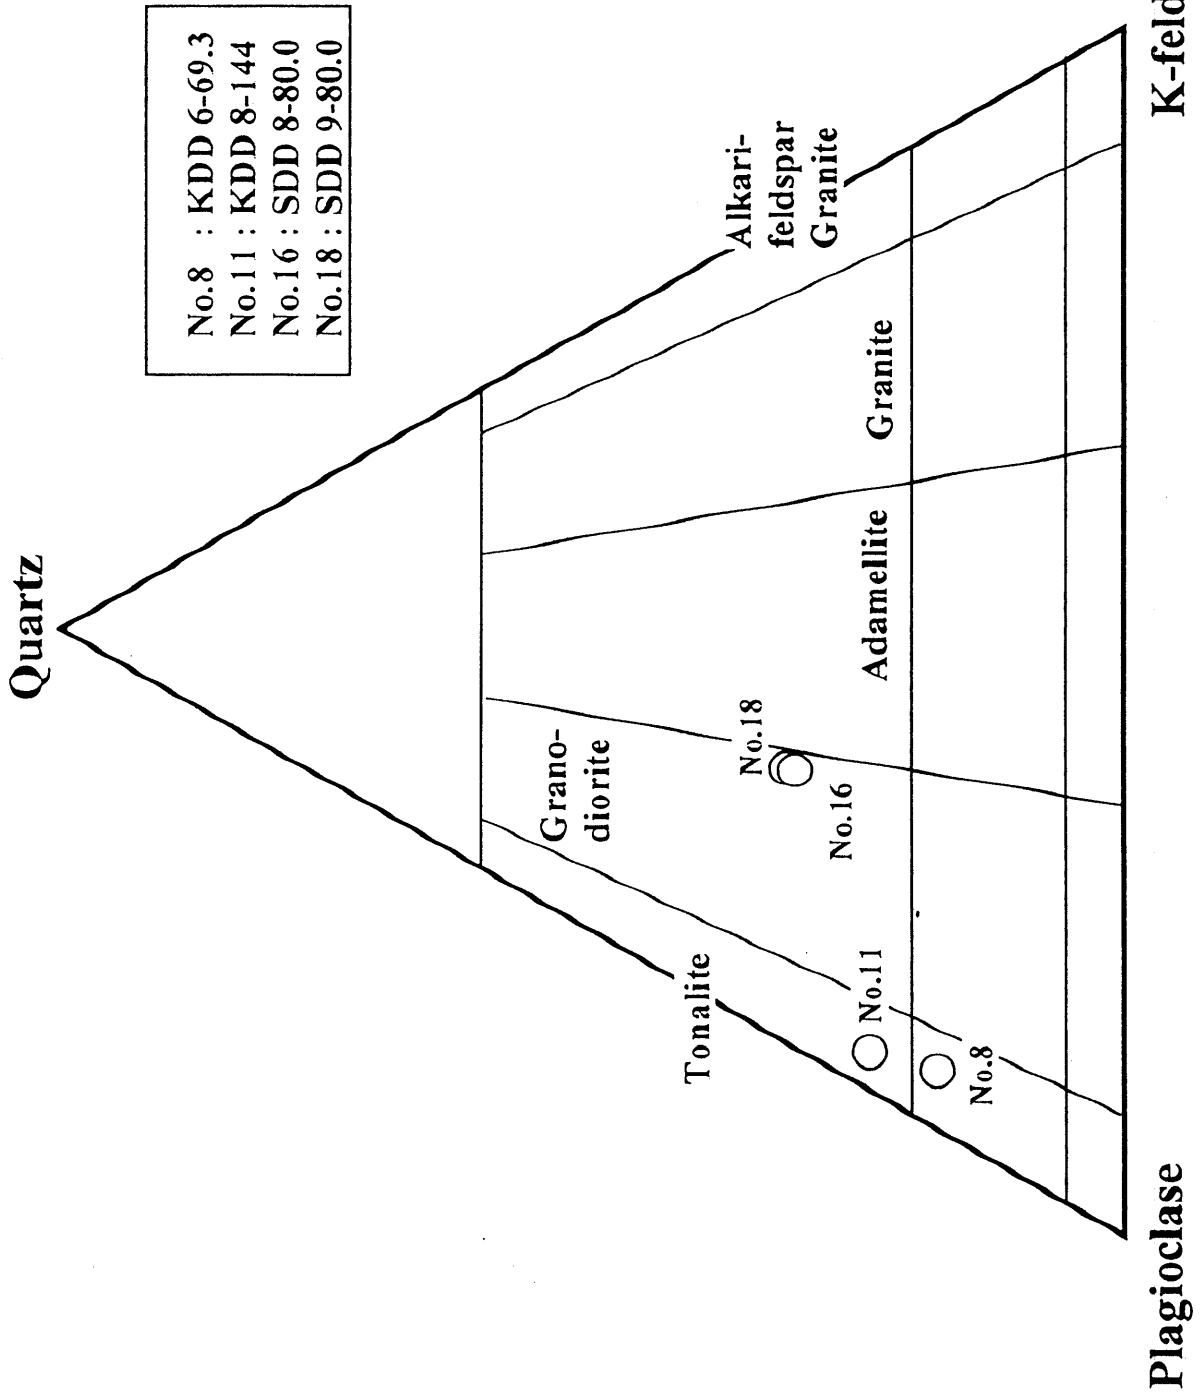 Quartz
No.8 : KDD 6-69.3
No.11 : KDD 8-144
No.16 : SDD 8-80.0
No.18 : SDD 9-80.0
Grano-
diorite
Tonalite
Alkari-
feldspar
Granite
No.18
No.16
No.11
Adamellite
Granite
No.8
Plagioclase
K-feld